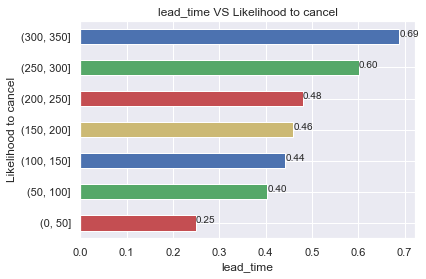 lead_time VS Likelihood to cancel
Likelihood to cancel
(300, 350] 0.69
(250, 300] 0.60
(200, 250] 0.48
(150, 200] 0.46
(100, 150] 0.44
(50, 100] 0.40
(0, 50] 0.25
0.0 0.1 0.2 0.3 0.4 0.5 0.6 0.7
lead_time